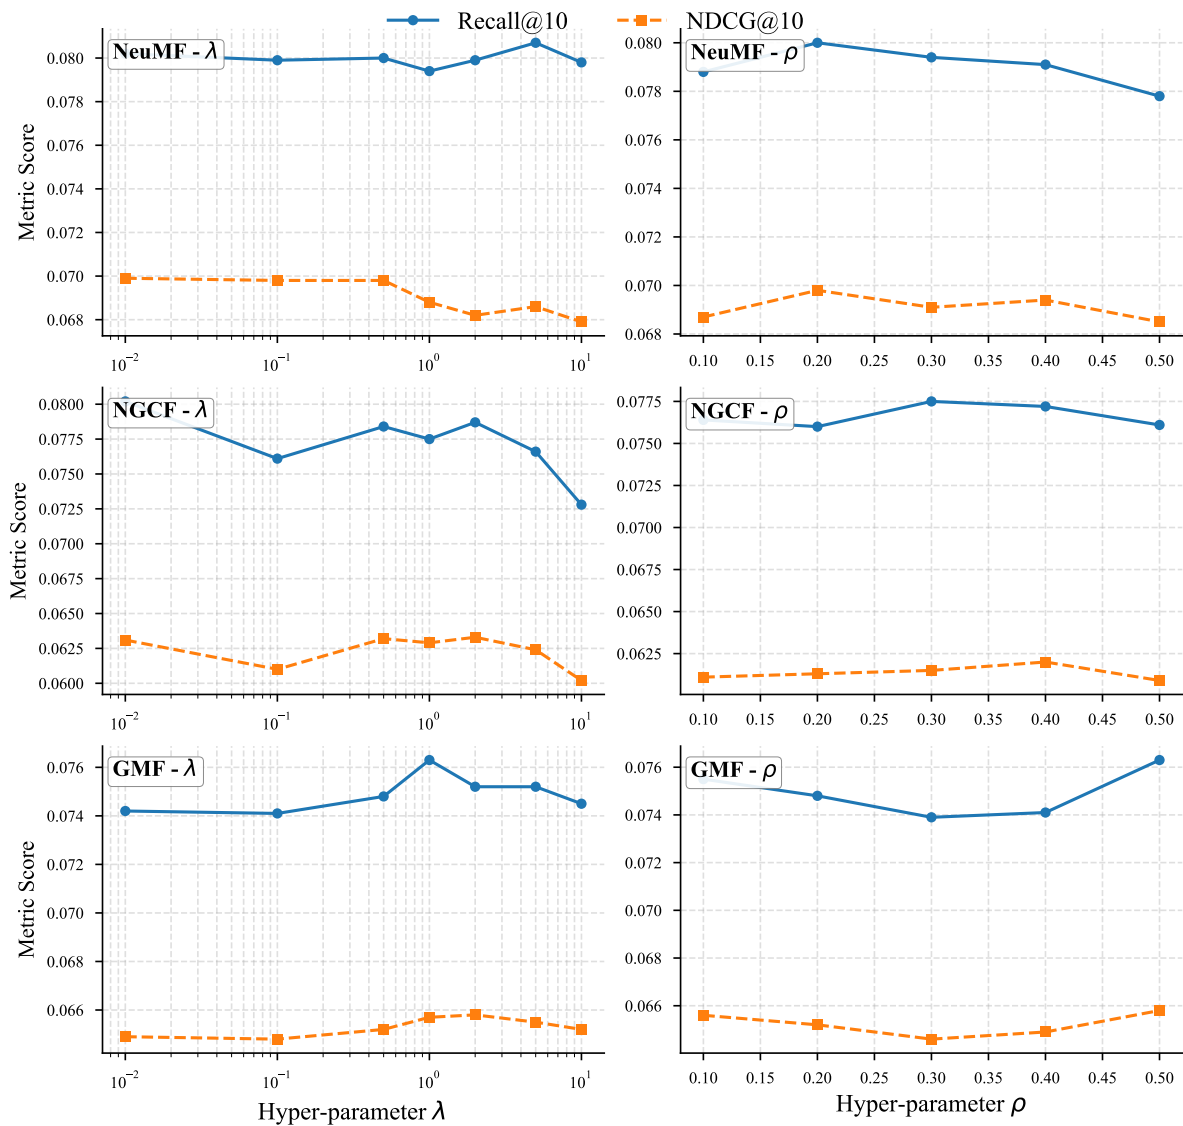 Recall@10 NDCG@10
NeuMF - λ
Metric Score
0.080
0.078
0.076
0.074
0.072
0.070
0.068
10⁻² 10⁻¹ 10⁰ 10¹
NeuMF - ρ
0.080
0.078
0.076
0.074
0.072
0.070
0.068
0.10 0.15 0.20 0.25 0.30 0.35 0.40 0.45 0.50
NGCF - λ
Metric Score
0.0800
0.0775
0.0750
0.0725
0.0700
0.0675
0.0650
0.0625
0.0600
10⁻² 10⁻¹ 10⁰ 10¹
NGCF - ρ
0.0775
0.0750
0.0725
0.0700
0.0675
0.0650
0.0625
0.10 0.15 0.20 0.25 0.30 0.35 0.40 0.45 0.50
GMF - λ
Metric Score
0.076
0.074
0.072
0.070
0.068
0.066
10⁻² 10⁻¹ 10⁰ 10¹
Hyper-parameter λ
GMF - ρ
0.076
0.074
0.072
0.070
0.068
0.066
0.10 0.15 0.20 0.25 0.30 0.35 0.40 0.45 0.50
Hyper-parameter ρ